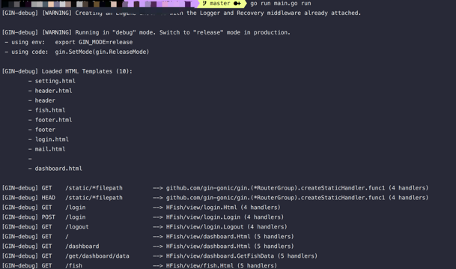 master go run main.go run
[GIN-debug] [WARNING] Creating an Engine the Logger and Recovery middleware already attached.
[GIN-debug] [WARNING] Running in "debug" mode. Switch to "release" mode in production.
- using env: export GIN_MODE=release
- using code: gin.SetMode(gin.ReleaseMode)
[GIN-debug] Loaded HTML Templates (10):
- setting.html
- header.html
- header
- fish.html
- footer.html
- footer
- login.html
- mail.html
-
- dashboard.html
[GIN-debug] GET /static/*filepath --> github.com/gin-gonic/gin.(*RouterGroup).createStaticHandler.func1 (4 handlers)
[GIN-debug] HEAD /static/*filepath --> github.com/gin-gonic/gin.(*RouterGroup).createStaticHandler.func1 (4 handlers)
[GIN-debug] GET /login --> HFish/view/login.Html (4 handlers)
[GIN-debug] POST /login --> HFish/view/login.Login (4 handlers)
[GIN-debug] GET /logout --> HFish/view/login.Logout (4 handlers)
[GIN-debug] GET / --> HFish/view/dashboard.Html (5 handlers)
[GIN-debug] GET /dashboard --> HFish/view/dashboard.Html (5 handlers)
[GIN-debug] GET /get/dashboard/data --> HFish/view/dashboard.GetFishData (5 handlers)
[GIN-debug] GET /fish --> HFish/view/fish.Html (5 handlers)